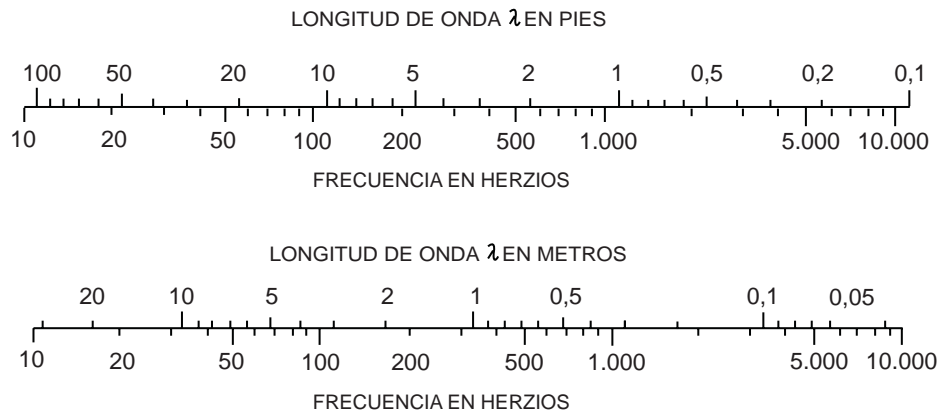 LONGITUD DE ONDA λ EN PIES
100 50 20 10 5 2 1 0,5 0,2 0,1
10 20 50 100 200 500 1.000 5.000 10.000
FRECUENCIA EN HERZIOS
LONGITUD DE ONDA λ EN METROS
20 10 5 2 1 0,5 0,1 0,05
10 20 50 100 200 500 1.000 5.000 10.000
FRECUENCIA EN HERZIOS